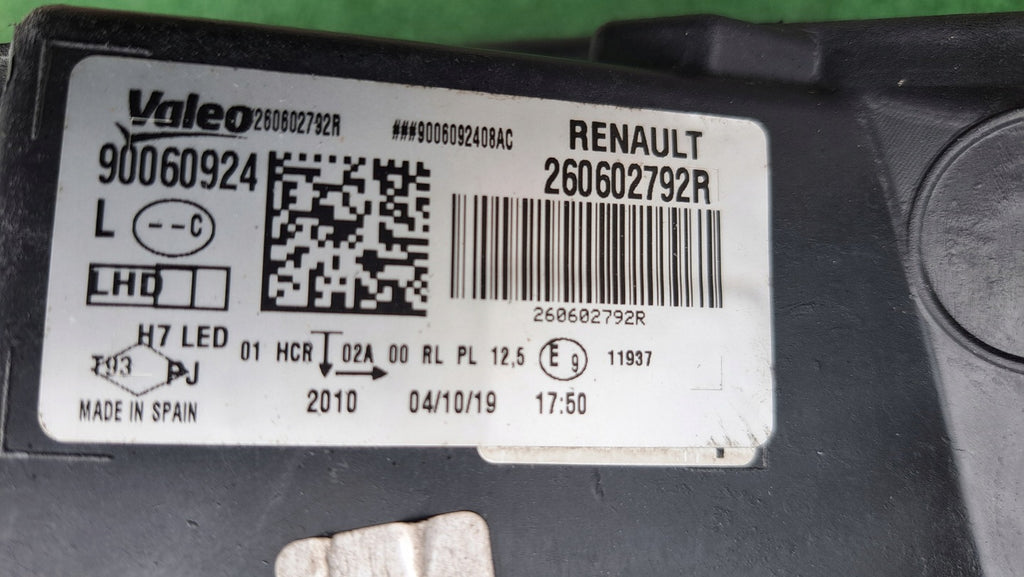 Valeo 260602792R ###9006092408AC RENAULT
90060924 260602792R
L --C
LHD
260602792R
H7 LED
01 HCR 02A 00 RL PL 12,5 E9 11937
T93 PJ
MADE IN SPAIN 2010 04/10/19 17:50